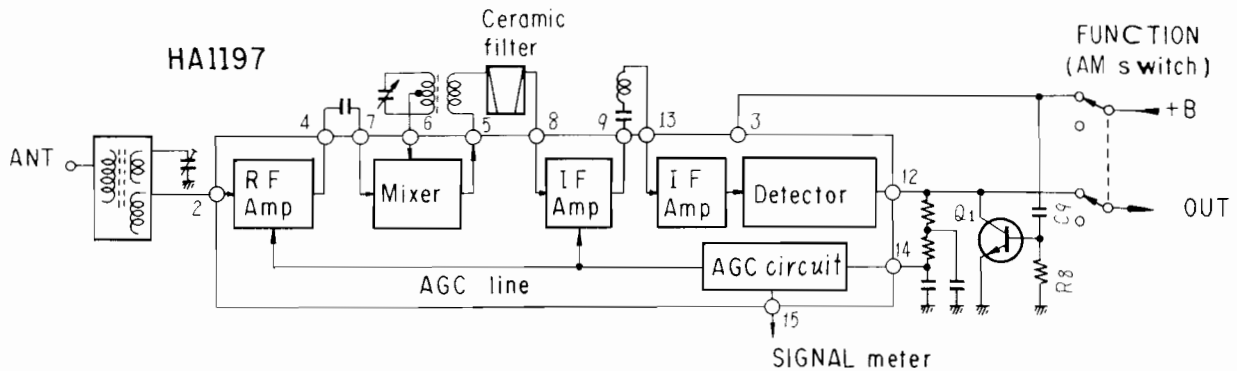 Ceramic
filter
HA1197
FUNCTION
(AM switch)
+B
ANT
4
7
6
5
8
9
13
3
2
RF
Amp
Mixer
IF
Amp
IF
Amp
Detector
12
Q1
C9
OUT
14
R8
AGC line
AGC circuit
15
SIGNAL meter